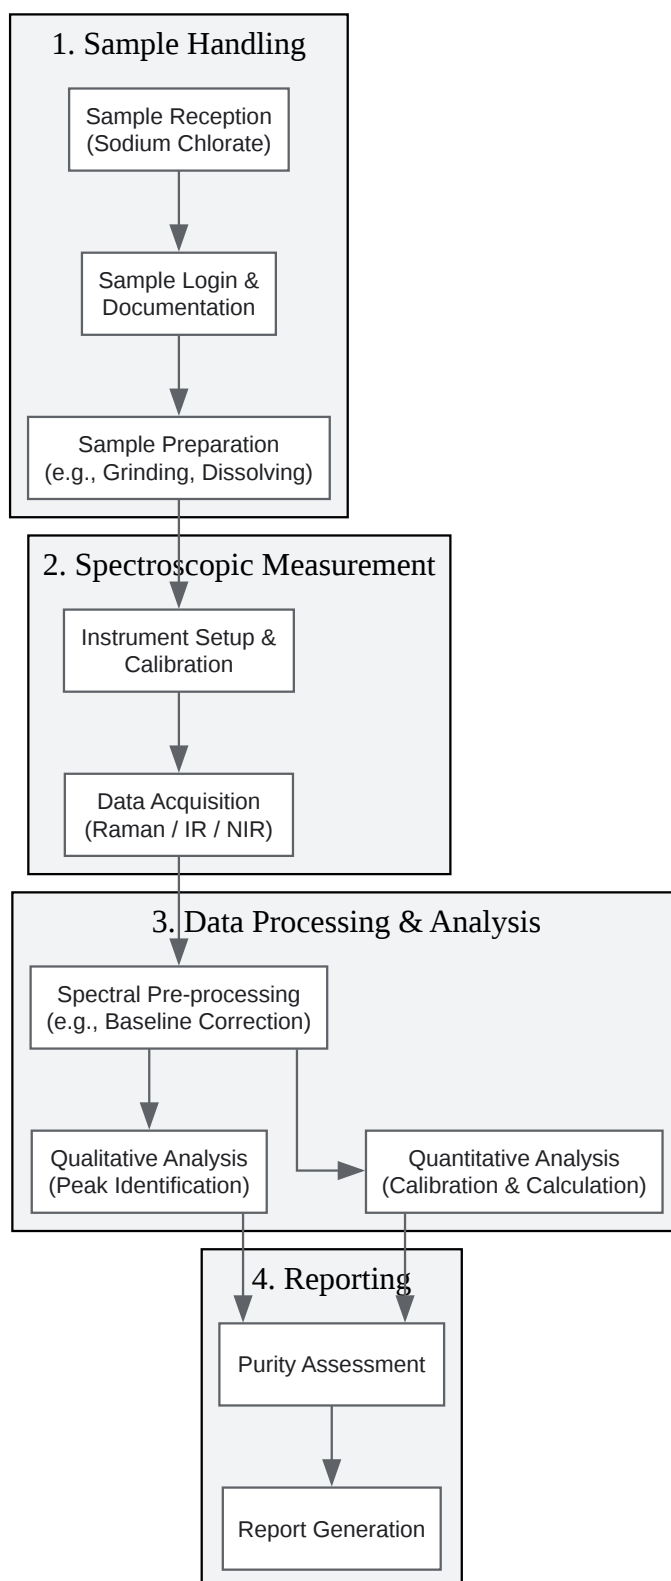 1. Sample Handling
Sample Reception
(Sodium Chlorate)
Sample Login &
Documentation
Sample Preparation
(e.g., Grinding, Dissolving)
2. Spectroscopic Measurement
Instrument Setup &
Calibration
Data Acquisition
(Raman / IR / NIR)
3. Data Processing & Analysis
Spectral Pre-processing
(e.g., Baseline Correction)
Qualitative Analysis
(Peak Identification)
Quantitative Analysis
(Calibration & Calculation)
4. Reporting
Purity Assessment
Report Generation